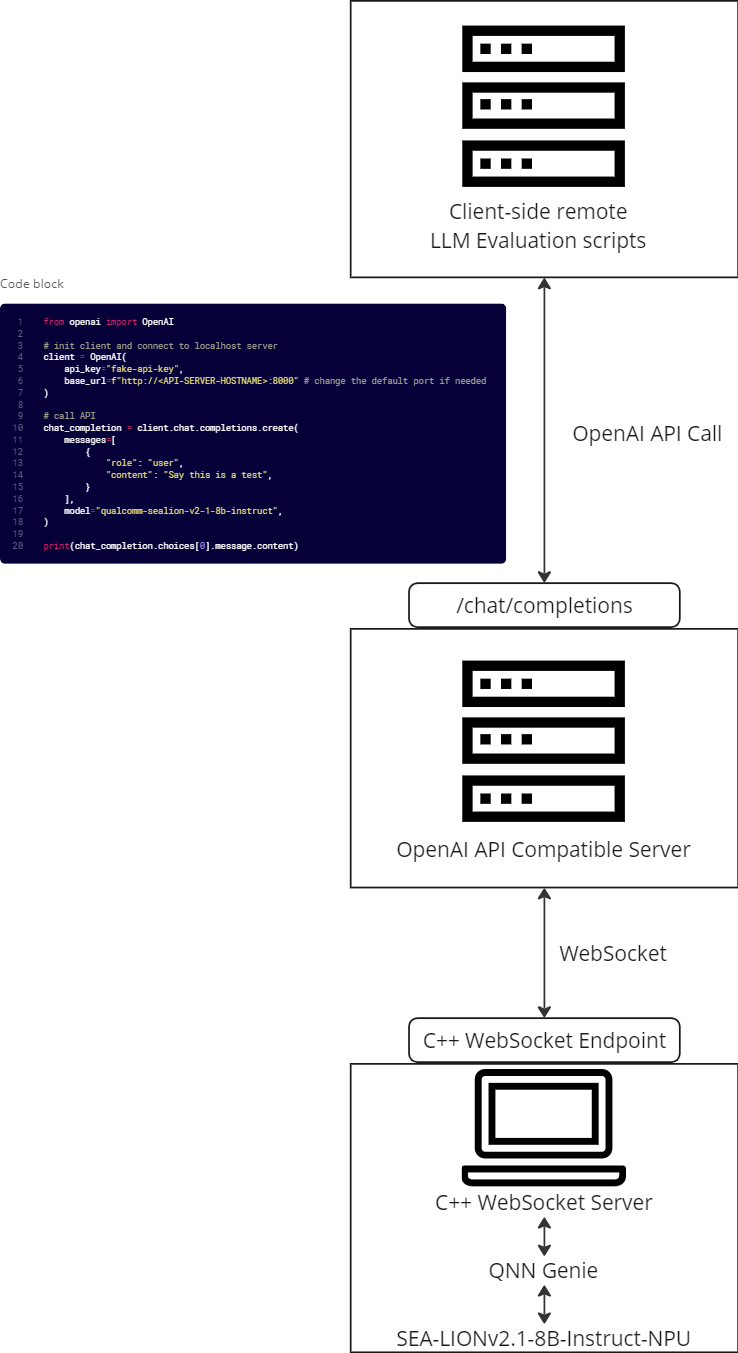 Client-side remote
LLM Evaluation scripts
Code block
1 from openai import OpenAI
2
3 # init client and connect to localhost server
4 client = OpenAI(
5     api_key="fake-api-key",
6     base_url=f"http://<API-SERVER-HOSTNAME>:8000" # change the default port if needed
7 )
8
9 # call API
10 chat_completion = client.chat.completions.create(
11     messages=[
12         {
13             "role": "user",
14             "content": "Say this is a test",
15         }
16     ],
17     model="qualcomm-sealion-v2-1-8b-instruct",
18 )
19
20 print(chat_completion.choices[0].message.content)
OpenAI API Call
/chat/completions
OpenAI API Compatible Server
WebSocket
C++ WebSocket Endpoint
C++ WebSocket Server
QNN Genie
SEA-LIONv2.1-8B-Instruct-NPU